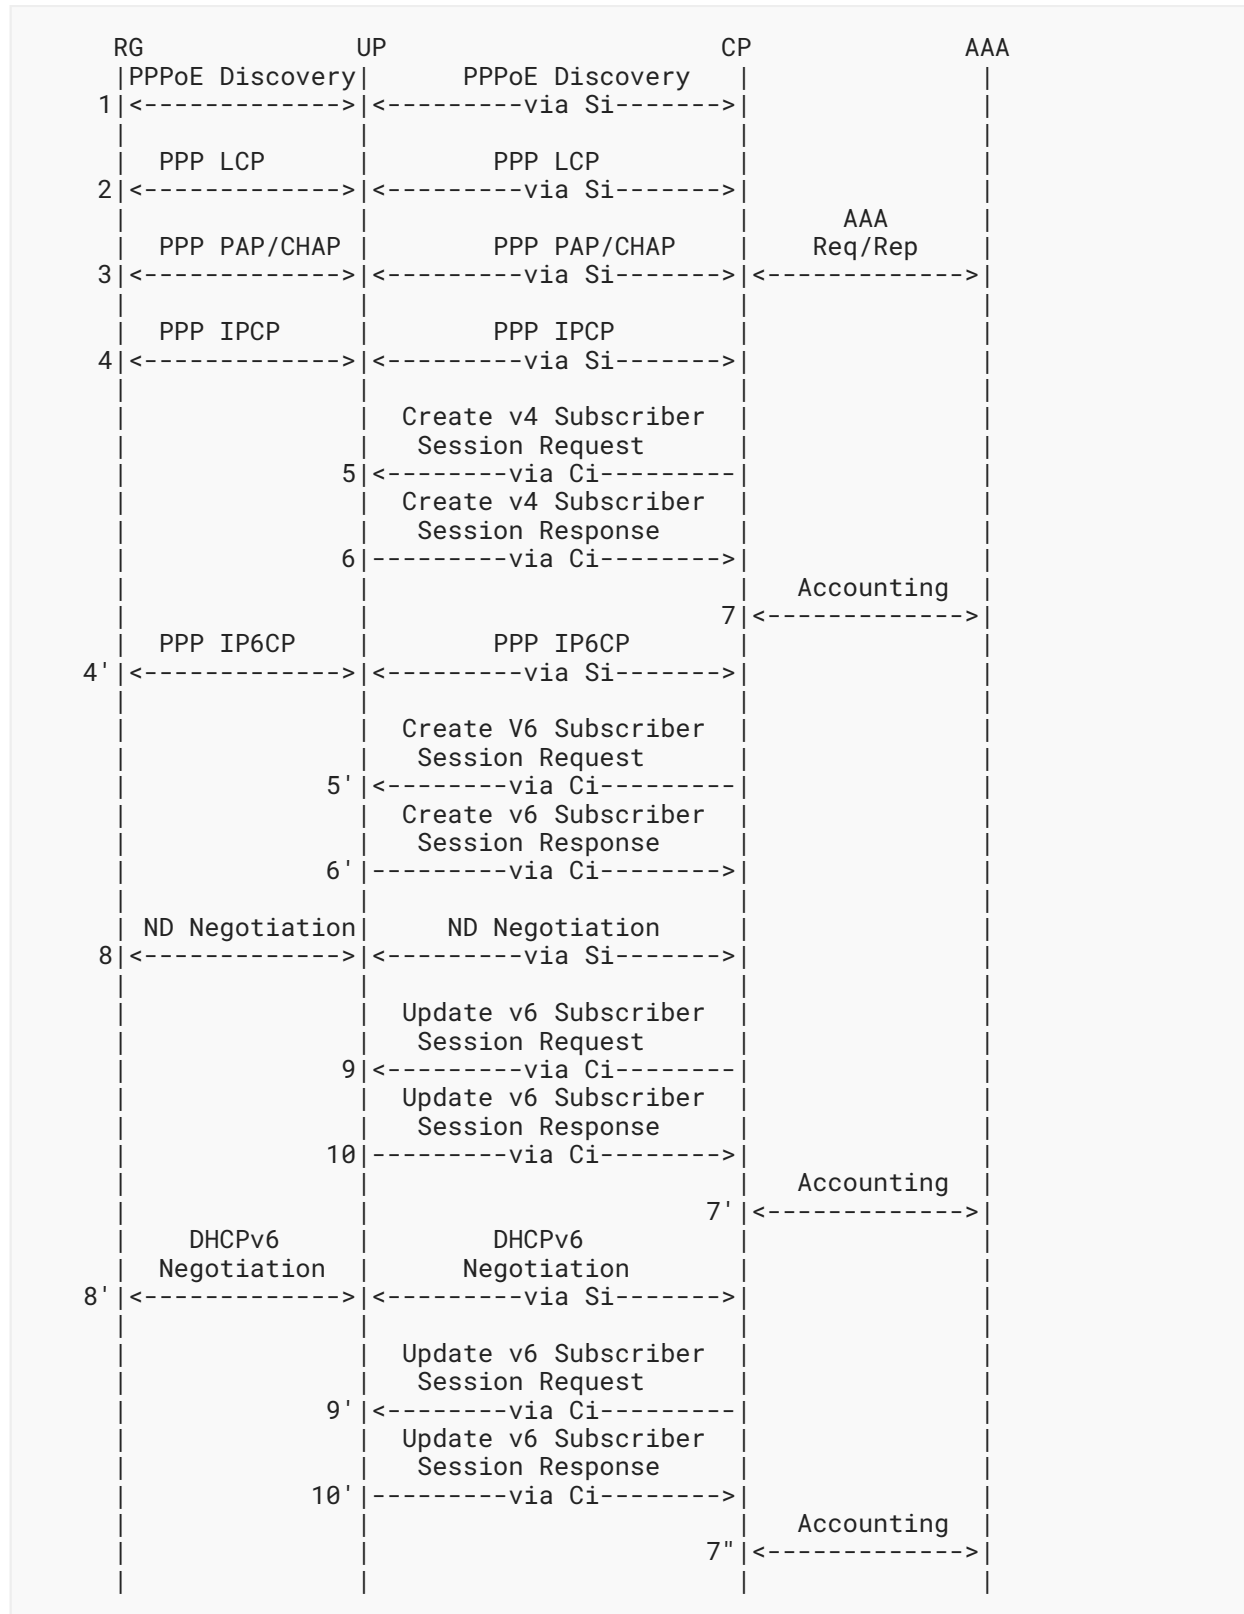 RG UP CP AAA
|PPPoE Discovery| PPPoE Discovery | |
1|<------------->|<---------via Si------->| |
| | | |
| PPP LCP | PPP LCP | |
2|<------------->|<---------via Si------->| |
| | | AAA |
| PPP PAP/CHAP | PPP PAP/CHAP | Req/Rep |
3|<------------->|<---------via Si------->|<------------->|
| | | |
| PPP IPCP | PPP IPCP | |
4|<------------->|<---------via Si------->| |
| | | |
| | Create v4 Subscriber | |
| | Session Request | |
| 5|<--------via Ci---------| |
| | Create v4 Subscriber | |
| | Session Response | |
| 6|---------via Ci-------->| |
| | | Accounting |
| | 7|<------------->|
| PPP IP6CP | PPP IP6CP | |
4'|<------------->|<---------via Si------->| |
| | | |
| | Create V6 Subscriber | |
| | Session Request | |
| 5'|<--------via Ci---------| |
| | Create v6 Subscriber | |
| | Session Response | |
| 6'|---------via Ci-------->| |
| | | |
| ND Negotiation| ND Negotiation | |
8|<------------->|<---------via Si------->| |
| | | |
| | Update v6 Subscriber | |
| | Session Request | |
| 9|<--------via Ci---------| |
| | Update v6 Subscriber | |
| | Session Response | |
| 10|---------via Ci-------->| |
| | | Accounting |
| | 7'|<------------->|
| DHCPv6 | DHCPv6 | |
| Negotiation | Negotiation | |
8'|<------------->|<---------via Si------->| |
| | | |
| | Update v6 Subscriber | |
| | Session Request | |
| 9'|<--------via Ci---------| |
| | Update v6 Subscriber | |
| | Session Response | |
| 10'|---------via Ci-------->| |
| | | Accounting |
| | 7"|<------------->|
| | | |